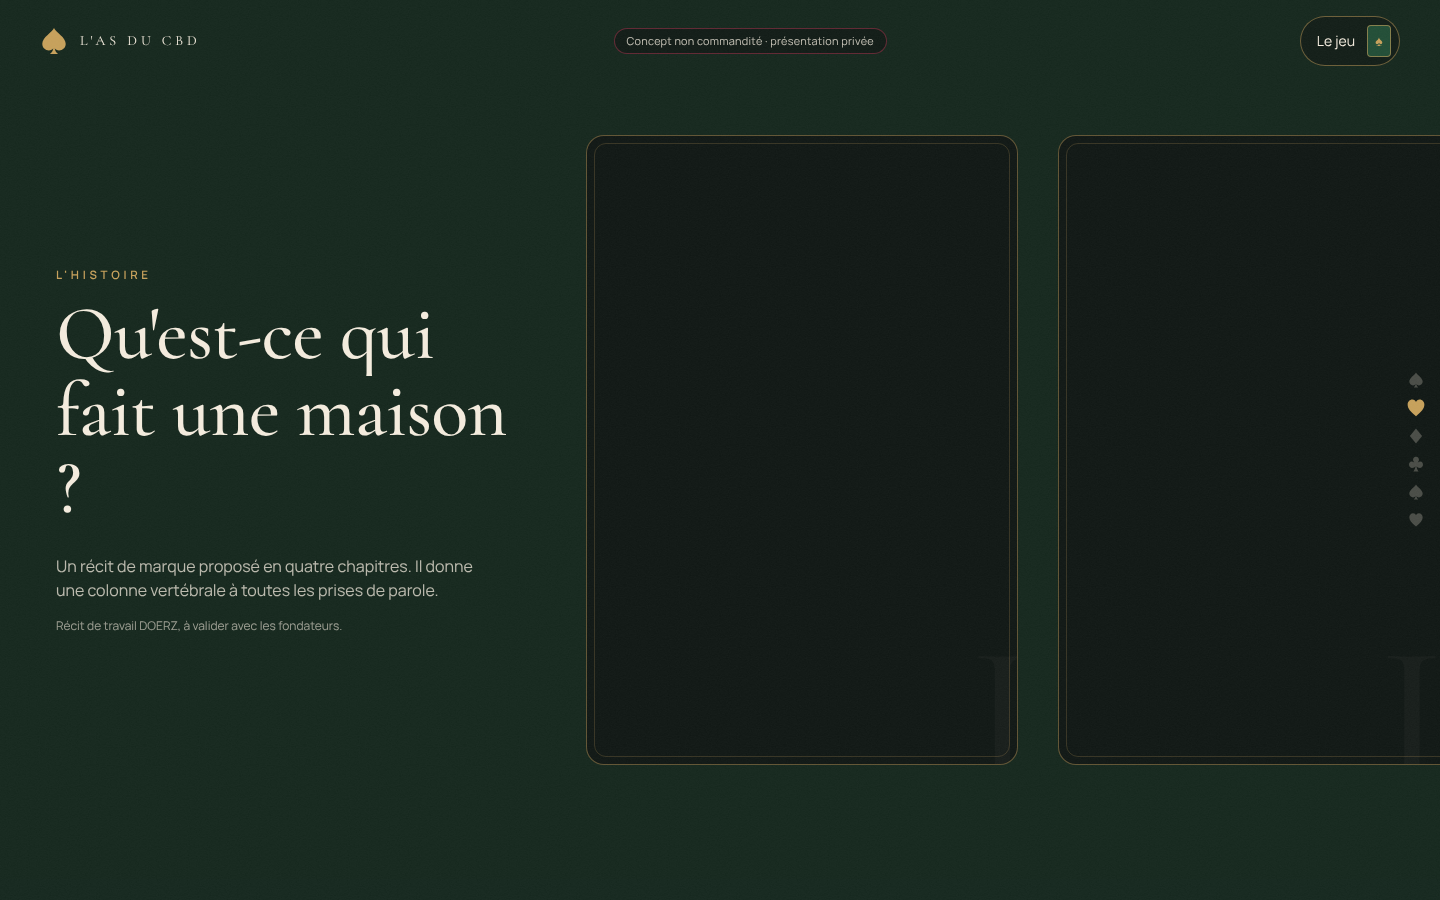 L'AS DU CBD
Concept non commandité · présentation privée
Le jeu
L'HISTOIRE
Qu'est-ce qui
fait une maison
?
Un récit de marque proposé en quatre chapitres. Il donne
une colonne vertébrale à toutes les prises de parole.
Récit de travail DOERZ, à valider avec les fondateurs.
I
I